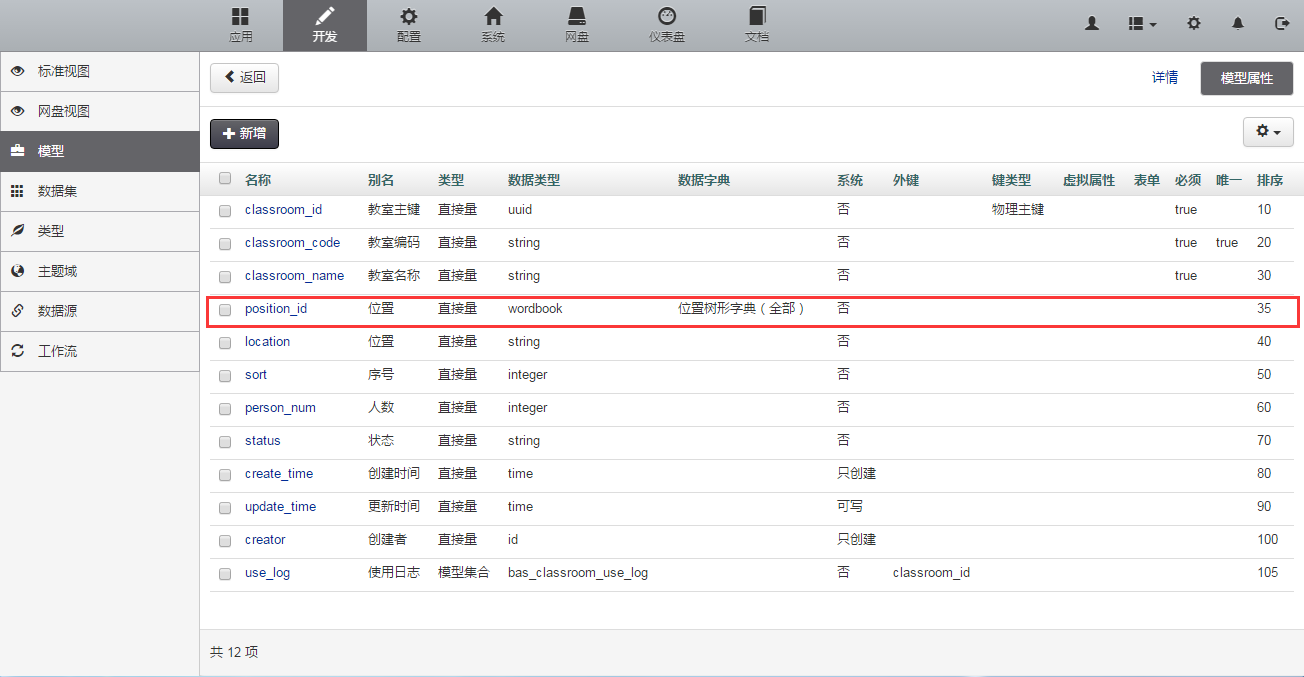 应用 开发 配置 系统 网盘 仪表盘 文档
标准视图
网盘视图
模型
数据集
类型
主题域
数据源
工作流
返回 详情 模型属性
新增
名称 别名 类型 数据类型 数据字典 系统 外键 键类型 虚拟属性 表单 必须 唯一 排序
classroom_id 教室主键 直接量 uuid 否 物理主键 true 10
classroom_code 教室编码 直接量 string 否 true true 20
classroom_name 教室名称 直接量 string 否 true 30
position_id 位置 直接量 wordbook 位置树形字典（全部） 否 35
location 位置 直接量 string 否 40
sort 序号 直接量 integer 否 50
person_num 人数 直接量 integer 否 60
status 状态 直接量 string 否 70
create_time 创建时间 直接量 time 只创建 80
update_time 更新时间 直接量 time 可写 90
creator 创建者 直接量 id 只创建 100
use_log 使用日志 模型集合 bas_classroom_use_log 否 classroom_id 105
共 12 项